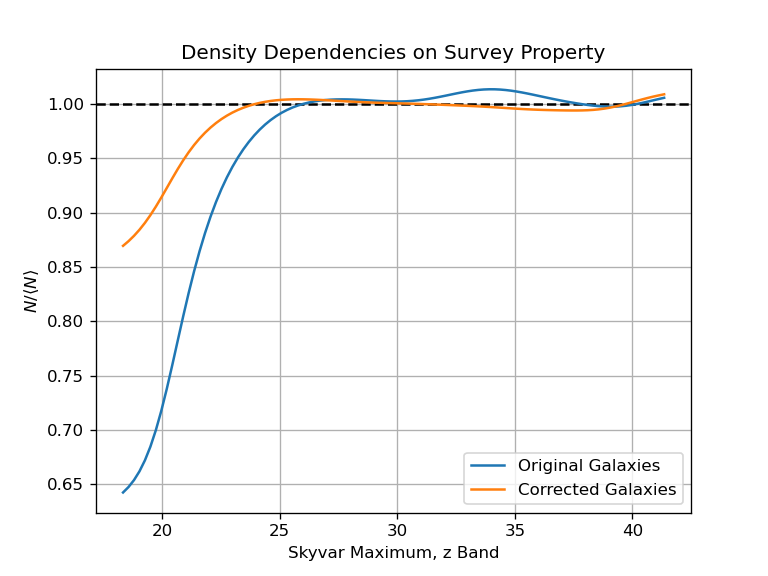 Density Dependencies on Survey Property
1.00
0.95
0.90
0.85
0.80
0.75
0.70
0.65
N/⟨N⟩
Original Galaxies
Corrected Galaxies
20 25 30 35 40
Skyvar Maximum, z Band